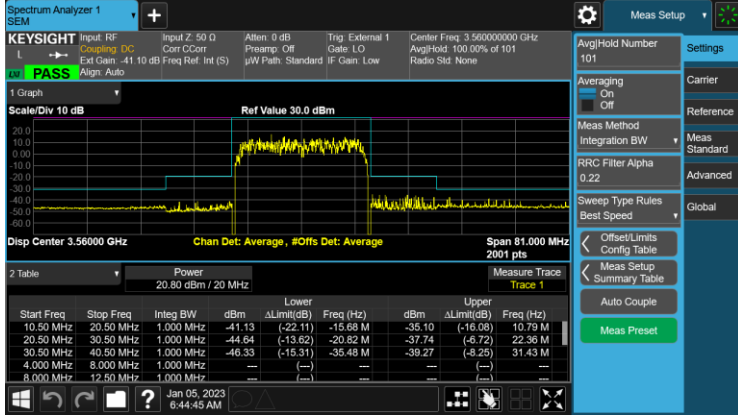 Spectrum Analyzer 1
SEM
+
Meas Setup
KEYSIGHT
L
LXI
PASS
Input: RF
Coupling: DC
Ext Gain: -41.10 dB
Align: Auto
Input Z: 50 Ω
Corr CCorr
Freq Ref: Int (S)
Atten: 0 dB
Preamp: Off
µW Path: Standard
Trig: External 1
Gate: LO
IF Gain: Low
Center Freq: 3.560000000 GHz
Avg|Hold: 100.00% of 101
Radio Std: None
1 Graph
Scale/Div 10 dB
Ref Value 30.0 dBm
20.0
10.0
0.00
-10.0
-20.0
-30.0
-40.0
-50.0
-60.0
Disp Center 3.56000 GHz
Chan Det: Average, #Offs Det: Average
Span 81.000 MHz
2001 pts
2 Table
Power
20.80 dBm / 20 MHz
Measure Trace
Trace 1
Lower Upper
Start Freq Stop Freq Integ BW dBm ΔLimit(dB) Freq (Hz) dBm ΔLimit(dB) Freq (Hz)
10.50 MHz 20.50 MHz 1.000 MHz -41.13 (-22.11) -15.68 M -35.10 (-16.08) 10.79 M
20.50 MHz 30.50 MHz 1.000 MHz -44.64 (-13.62) -20.82 M -37.74 (-6.72) 22.36 M
30.50 MHz 40.50 MHz 1.000 MHz -46.33 (-15.31) -35.48 M -39.27 (-8.25) 31.43 M
4.000 MHz 8.000 MHz 1.000 MHz --- (---) --- (---)
8.000 MHz 12.50 MHz 1.000 MHz --- (---) --- (---)
Avg|Hold Number
101
Averaging
On
Off
Meas Method
Integration BW
RRC Filter Alpha
0.22
Sweep Type Rules
Best Speed
Offset/Limits
Config Table
Meas Setup
Summary Table
Auto Couple
Meas Preset
Settings
Carrier
Reference
Meas
Standard
Advanced
Global
?
Jan 05, 2023
6:44:45 AM